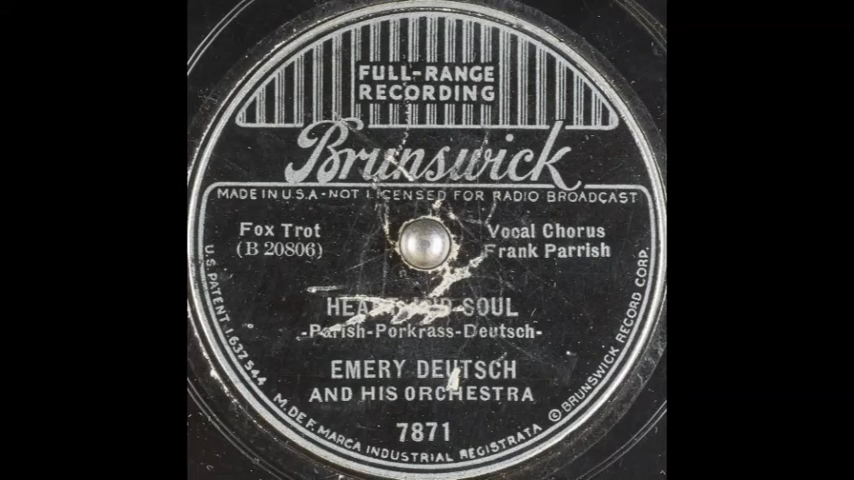 FULL-RANGE
RECORDING
Brunswick
MADE IN U.S.A-NOT LICENSED FOR RADIO BROADCAST
Fox Trot
(B 20806)
Vocal Chorus
Frank Parrish
SOUL
-Parish-Porkrass-Deutsch-
EMERY DEUTSCH
AND HIS ORCHESTRA
7871
U.S. PATENT 1,637,544
M. DE F. MARCA INDUSTRIAL REGISTRATA
© BRUNSWICK RECORD CORP.